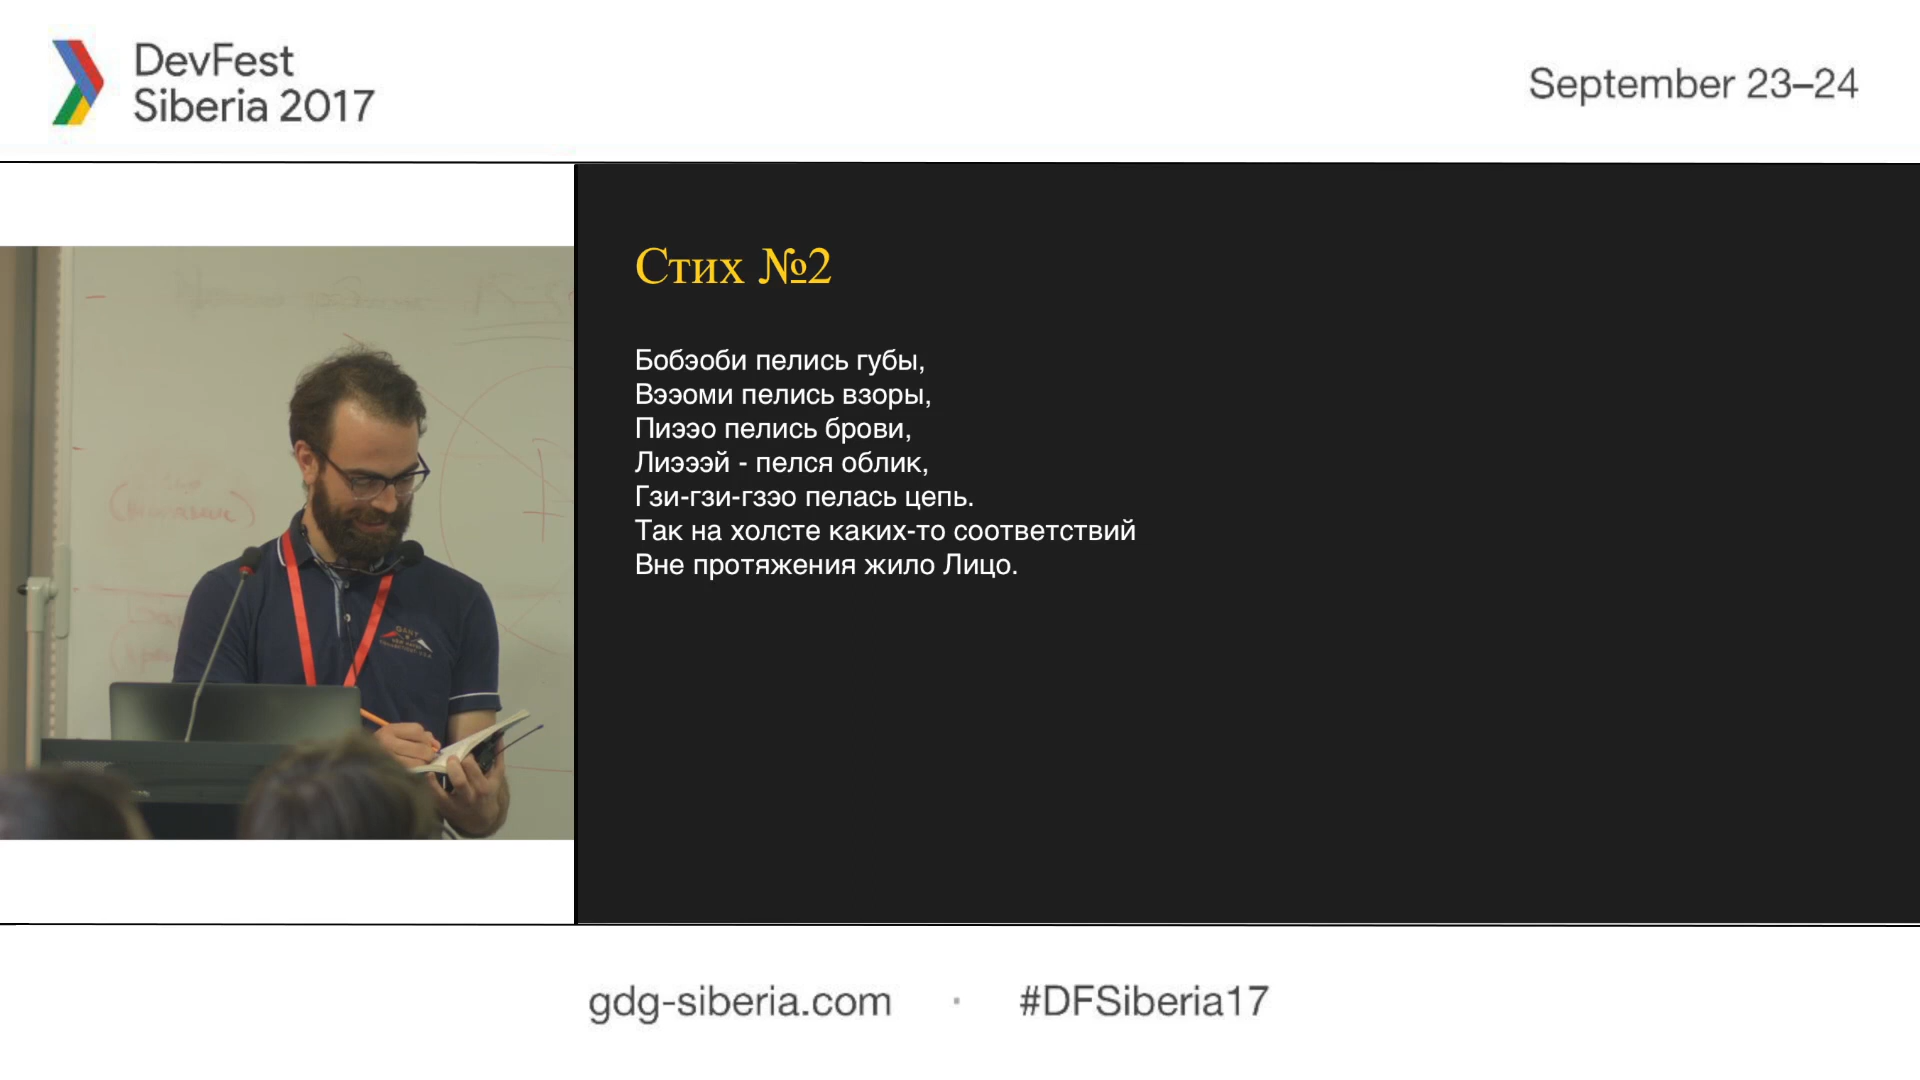 DevFest
Siberia 2017
September 23–24
Стих №2
Бобэоби пелись губы,
Вээоми пелись взоры,
Пиээо пелись брови,
Лиэээй - пелся облик,
Гзи-гзи-гзэо пелась цепь.
Так на холсте каких-то соответствий
Вне протяжения жило Лицо.
GANT
gdg-siberia.com · #DFSiberia17